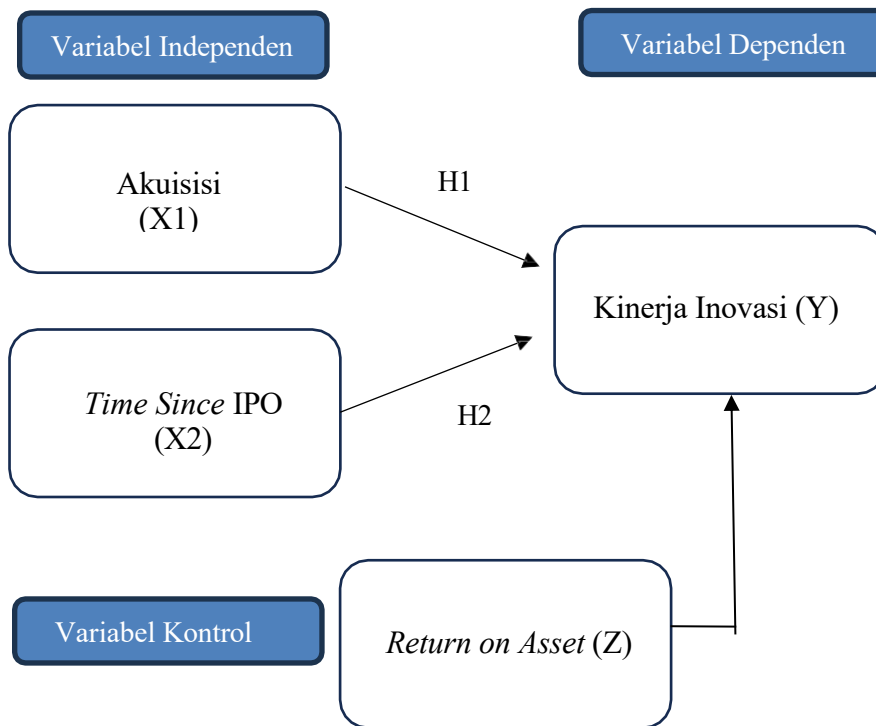 Variabel Independen
Variabel Dependen
Akuisisi
(X1)
H1
Kinerja Inovasi (Y)
Time Since IPO
(X2)
H2
Variabel Kontrol
Return on Asset (Z)